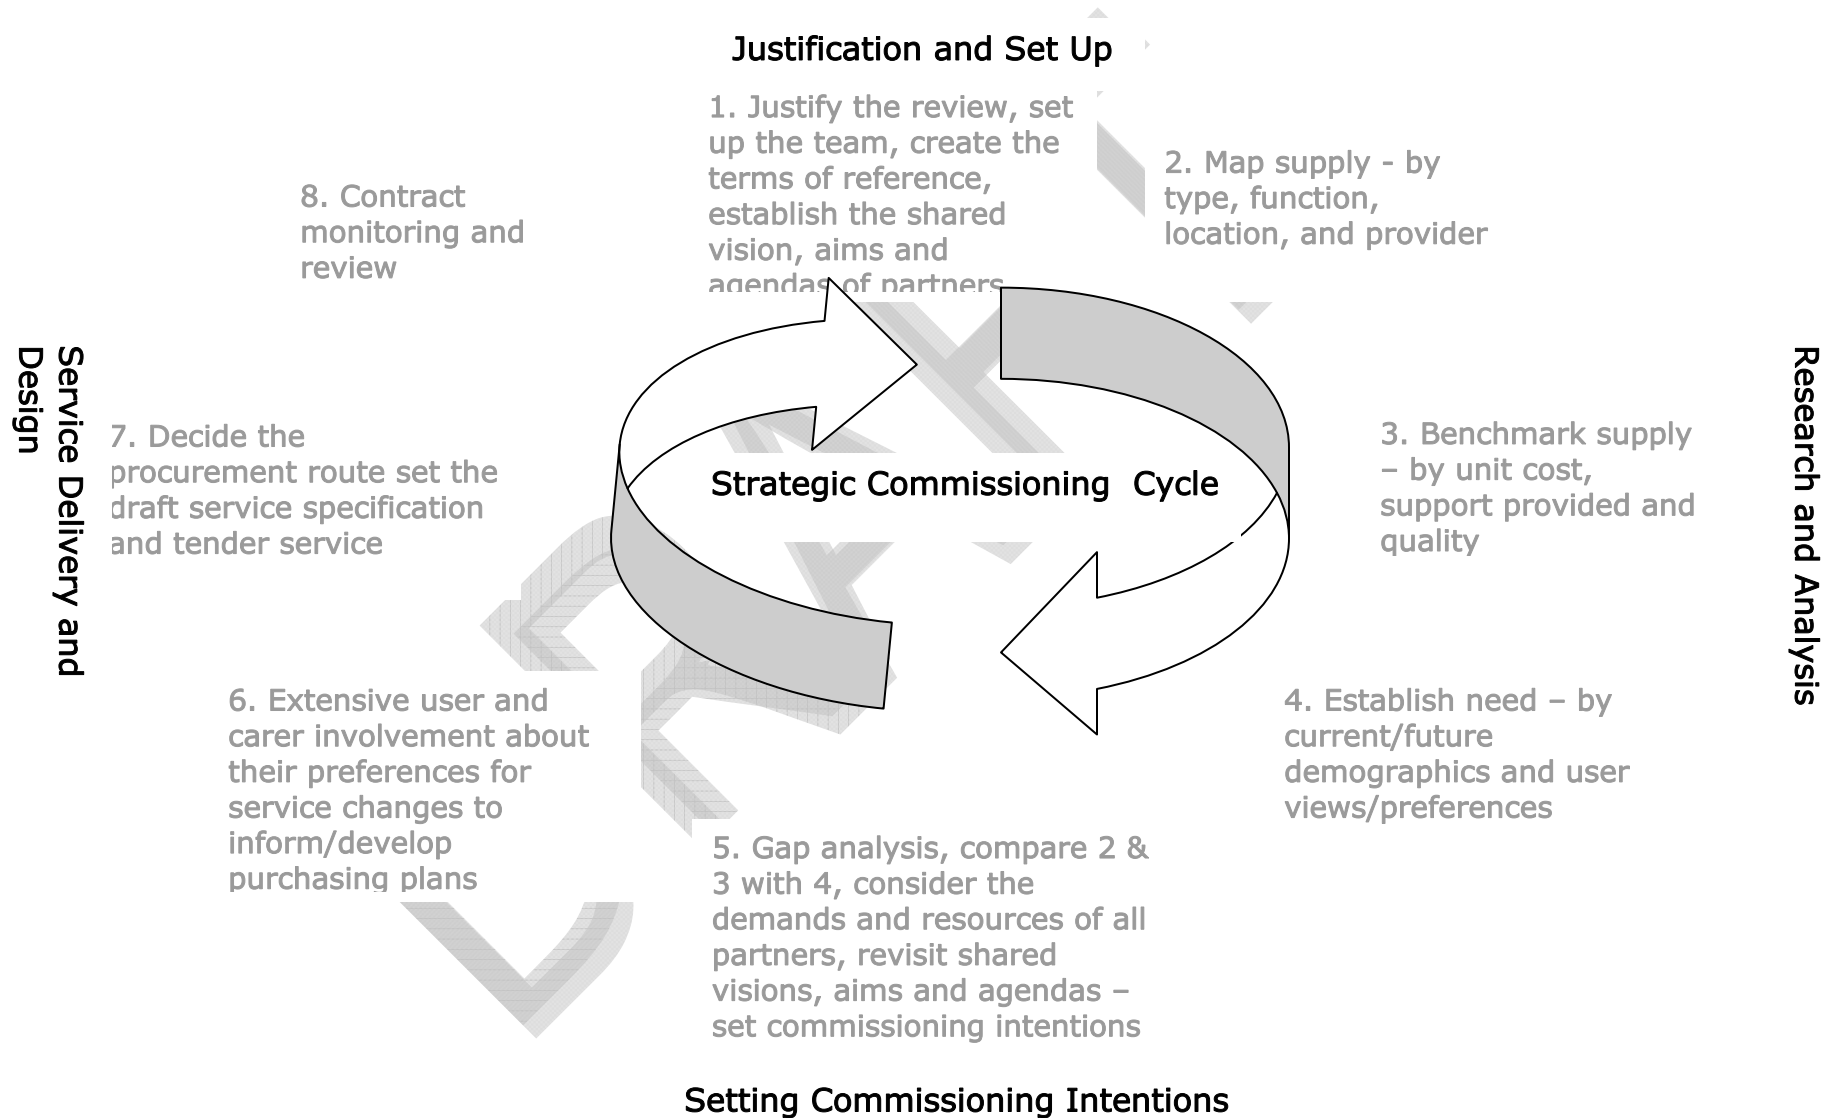 Justification and Set Up
1. Justify the review, set
up the team, create the
terms of reference,
establish the shared
vision, aims and
agendas of partners
2. Map supply - by
type, function,
location, and provider
3. Benchmark supply
– by unit cost,
support provided and
quality
Research and Analysis
4. Establish need – by
current/future
demographics and user
views/preferences
5. Gap analysis, compare 2 &
3 with 4, consider the
demands and resources of all
partners, revisit shared
visions, aims and agendas –
set commissioning intentions
Setting Commissioning Intentions
6. Extensive user and
carer involvement about
their preferences for
service changes to
inform/develop
purchasing plans
7. Decide the
procurement route set the
draft service specification
and tender service
Service Delivery and
Design
8. Contract
monitoring and
review
Strategic Commissioning  Cycle
DRAFT